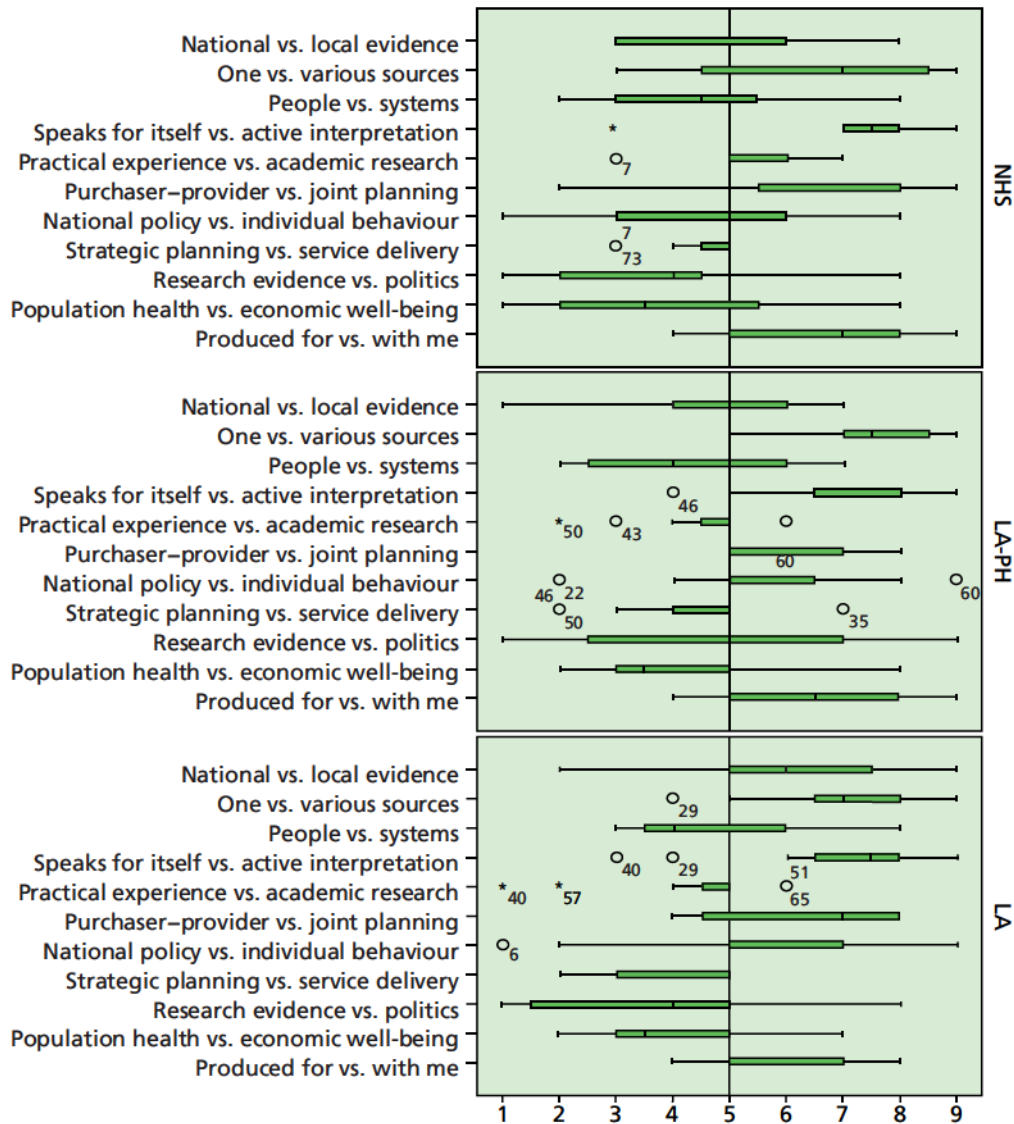 National vs. local evidence
One vs. various sources
People vs. systems
Speaks for itself vs. active interpretation
*
Practical experience vs. academic research
7
Purchaser–provider vs. joint planning
National policy vs. individual behaviour
7
Strategic planning vs. service delivery
73
Research evidence vs. politics
Population health vs. economic well-being
Produced for vs. with me
NHS
National vs. local evidence
One vs. various sources
People vs. systems
Speaks for itself vs. active interpretation
46
Practical experience vs. academic research
*50 43
Purchaser–provider vs. joint planning
60
National policy vs. individual behaviour
46 22 60
Strategic planning vs. service delivery
50 35
Research evidence vs. politics
Population health vs. economic well-being
Produced for vs. with me
LA-PH
National vs. local evidence
One vs. various sources
29
People vs. systems
Speaks for itself vs. active interpretation
40 29 51
Practical experience vs. academic research
*40 *57 65
Purchaser–provider vs. joint planning
National policy vs. individual behaviour
6
Strategic planning vs. service delivery
Research evidence vs. politics
Population health vs. economic well-being
Produced for vs. with me
LA
1 2 3 4 5 6 7 8 9